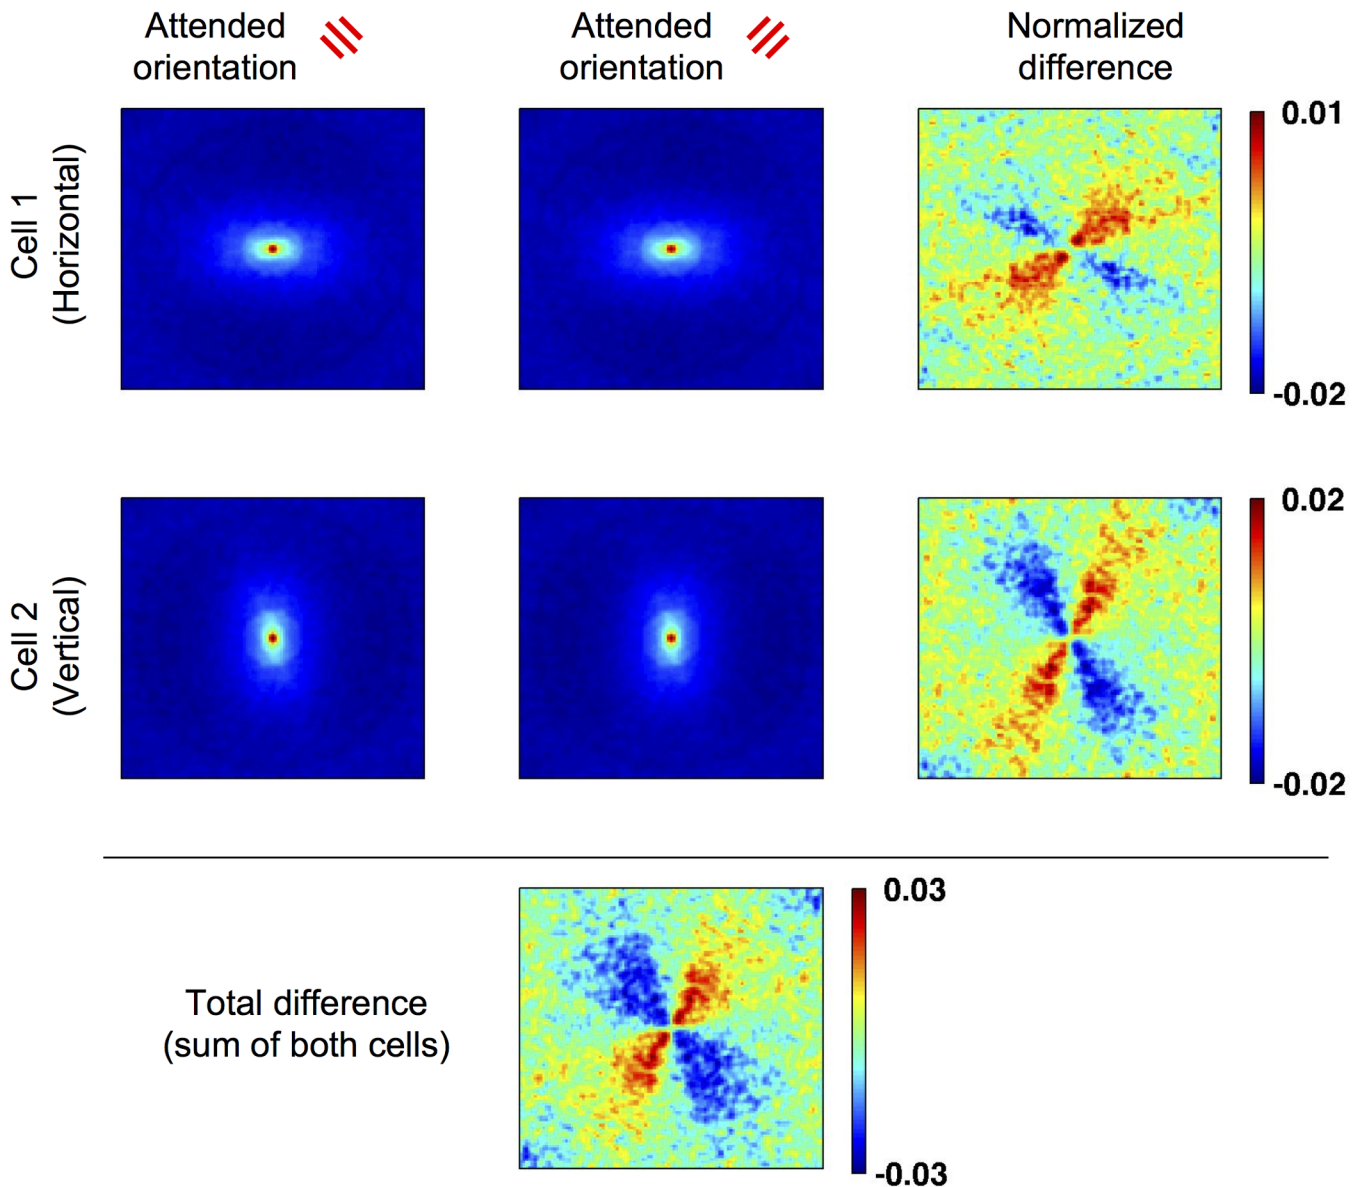 Attended
orientation
Attended
orientation
Normalized
difference
Cell 1
(Horizontal)
0.01
-0.02
Cell 2
(Vertical)
0.02
-0.02
Total difference
(sum of both cells)
0.03
-0.03